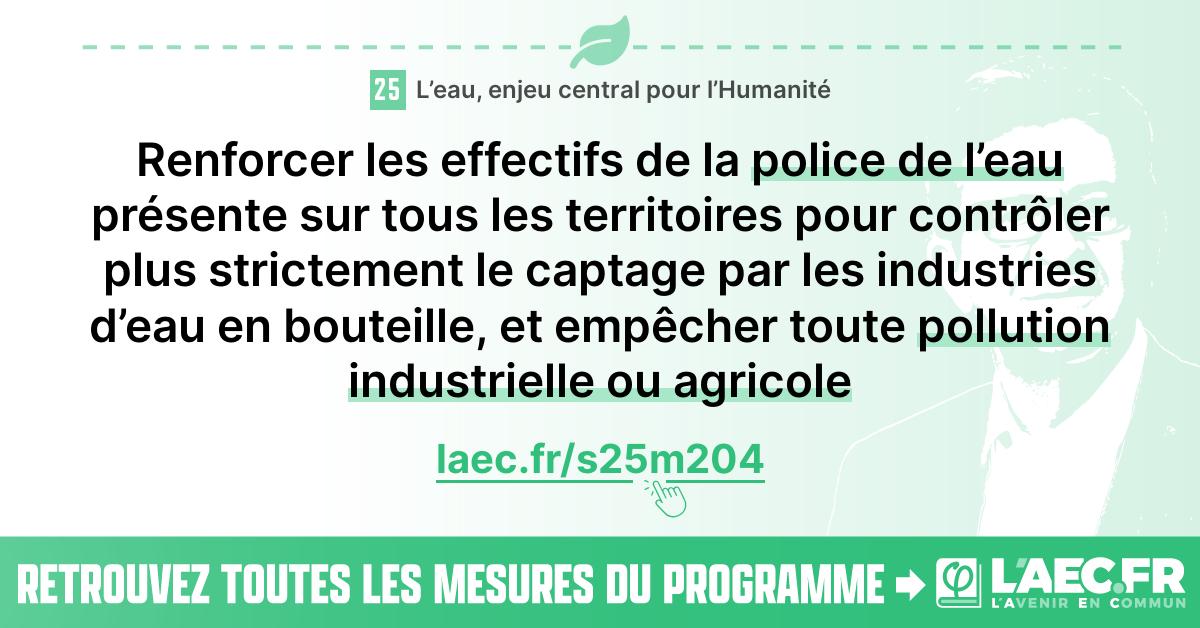 25 L’eau, enjeu central pour l’Humanité
Renforcer les effectifs de la police de l’eau
présente sur tous les territoires pour contrôler
plus strictement le captage par les industries
d’eau en bouteille, et empêcher toute pollution
industrielle ou agricole
laec.fr/s25m204
RETROUVEZ TOUTES LES MESURES DU PROGRAMME
φ
L’AEC.FR
L’AVENIR EN COMMUN